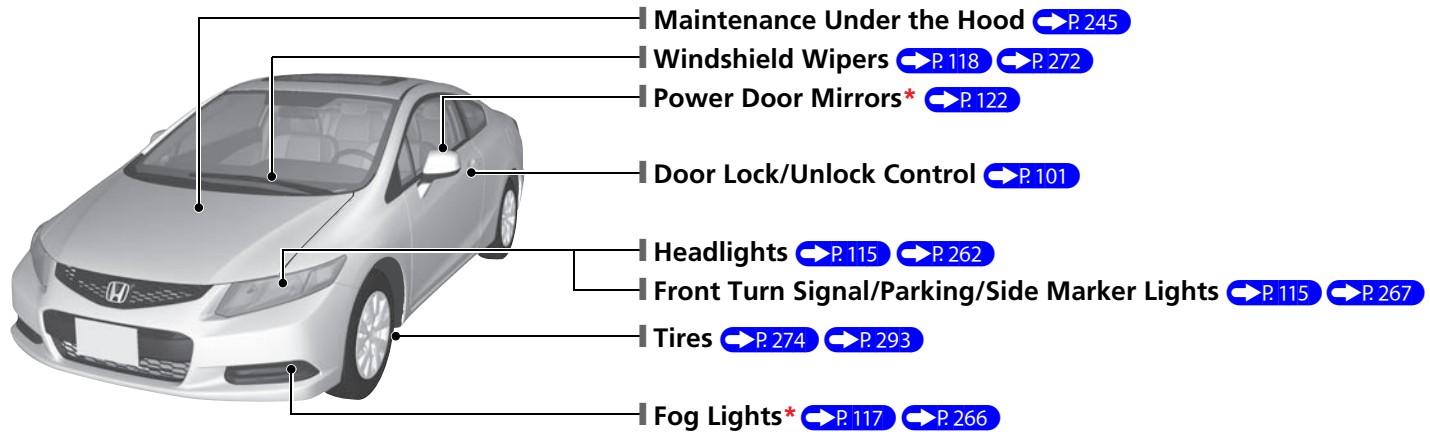 Maintenance Under the Hood P. 245
Windshield Wipers P. 118 P. 272
Power Door Mirrors* P. 122
Door Lock/Unlock Control P. 101
Headlights P. 115 P. 262
Front Turn Signal/Parking/Side Marker Lights P. 115 P. 267
Tires P. 274 P. 293
Fog Lights* P. 117 P. 266